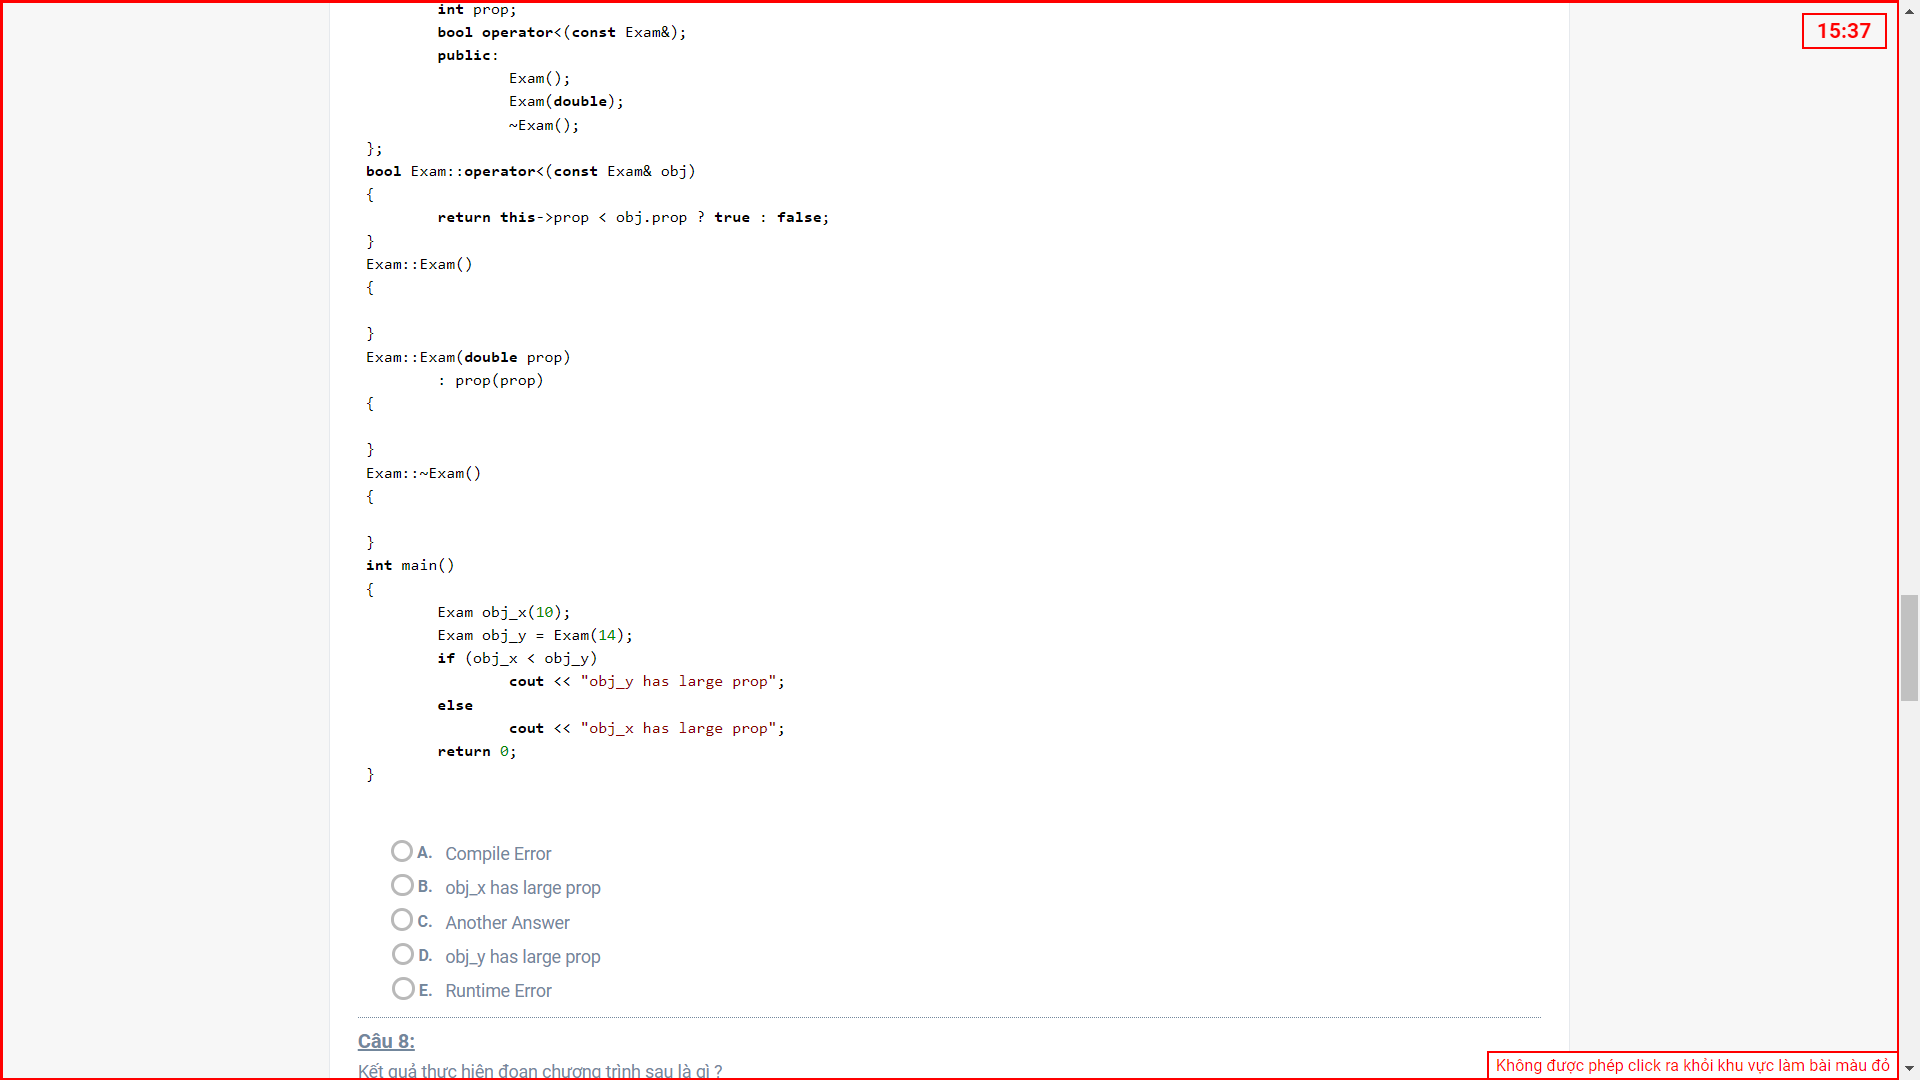 int prop;
bool operator<(const Exam&);
public:
Exam();
Exam(double);
~Exam();
};
bool Exam::operator<(const Exam& obj)
{
return this->prop < obj.prop ? true : false;
}
Exam::Exam()
{
}
Exam::Exam(double prop)
: prop(prop)
{
}
Exam::~Exam()
{
}
int main()
{
Exam obj_x(10);
Exam obj_y = Exam(14);
if (obj_x < obj_y)
cout << "obj_y has large prop";
else
cout << "obj_x has large prop";
return 0;
}
A. Compile Error
B. obj_x has large prop
C. Another Answer
D. obj_y has large prop
E. Runtime Error
Câu 8:
Kết quả thực hiện đoạn chương trình sau là gì ?
15:37
Không được phép click ra khỏi khu vực làm bài màu đỏ